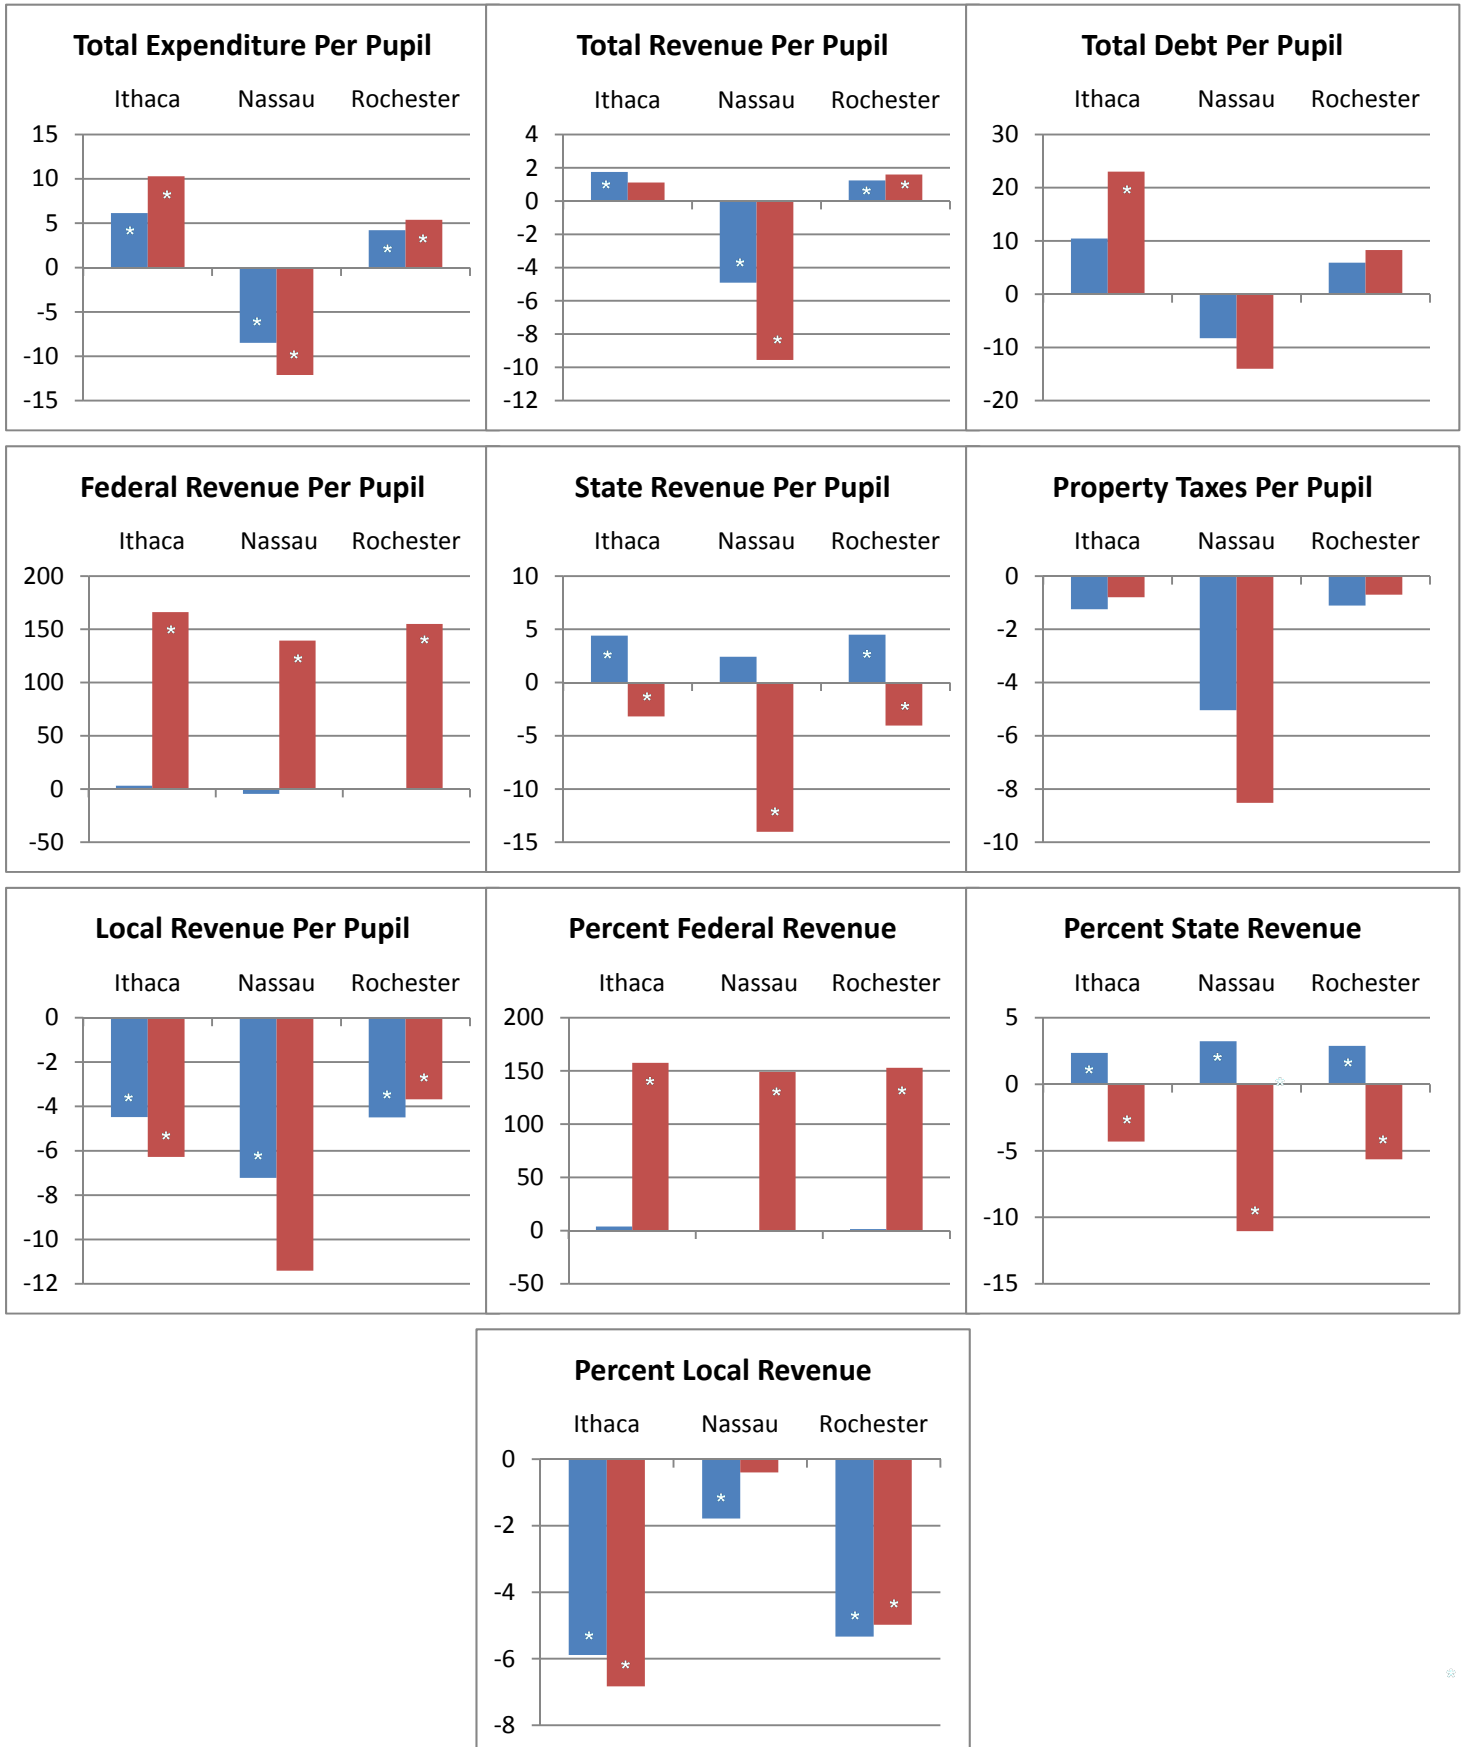 Total Expenditure Per Pupil
Ithaca Nassau Rochester
15
10
5
0
-5
-10
-15
* * * * * *
Total Revenue Per Pupil
Ithaca Nassau Rochester
4
2
0
-2
-4
-6
-8
-10
-12
* * * * *
Total Debt Per Pupil
Ithaca Nassau Rochester
30
20
10
0
-10
-20
*
Federal Revenue Per Pupil
Ithaca Nassau Rochester
200
150
100
50
0
-50
* * *
State Revenue Per Pupil
Ithaca Nassau Rochester
10
5
0
-5
-10
-15
* * * * *
Property Taxes Per Pupil
Ithaca Nassau Rochester
0
-2
-4
-6
-8
-10
Local Revenue Per Pupil
Ithaca Nassau Rochester
0
-2
-4
-6
-8
-10
-12
* * * * *
Percent Federal Revenue
Ithaca Nassau Rochester
200
150
100
50
0
-50
* * *
Percent State Revenue
Ithaca Nassau Rochester
5
0
-5
-10
-15
* * * * * *
Percent Local Revenue
Ithaca Nassau Rochester
0
-2
-4
-6
-8
* * * * *